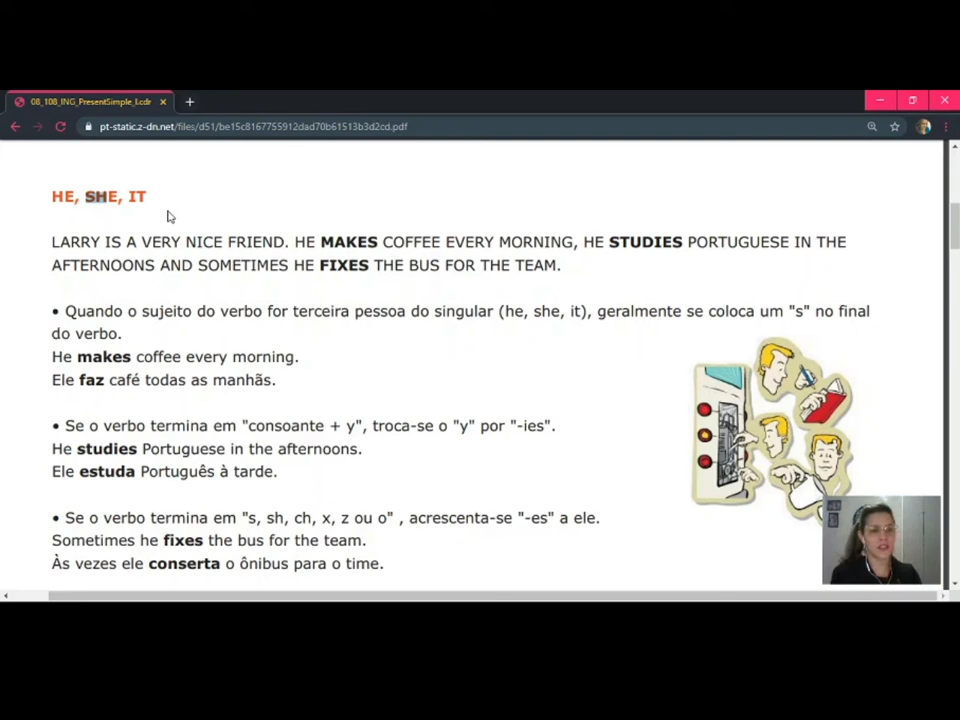 08_108_ING_PresentSimple_I.cdr
pt-static.z-dn.net/files/d51/be15c8167755912dad70b61513b3d2cd.pdf
HE, SHE, IT
LARRY IS A VERY NICE FRIEND. HE MAKES COFFEE EVERY MORNING, HE STUDIES PORTUGUESE IN THE
AFTERNOONS AND SOMETIMES HE FIXES THE BUS FOR THE TEAM.
• Quando o sujeito do verbo for terceira pessoa do singular (he, she, it), geralmente se coloca um "s" no final
do verbo.
He makes coffee every morning.
Ele faz café todas as manhãs.
• Se o verbo termina em "consoante + y", troca-se o "y" por "-ies".
He studies Portuguese in the afternoons.
Ele estuda Português à tarde.
• Se o verbo termina em "s, sh, ch, x, z ou o" , acrescenta-se "-es" a ele.
Sometimes he fixes the bus for the team.
Às vezes ele conserta o ônibus para o time.